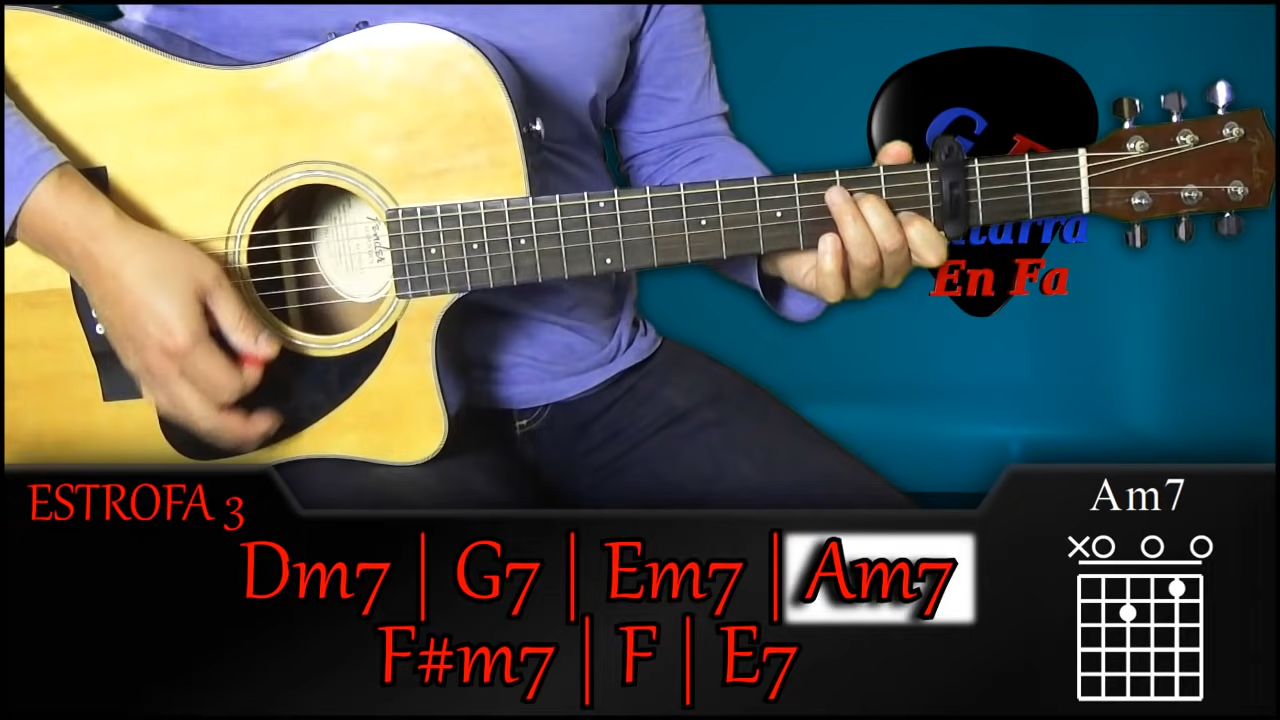 En Fa
ESTROFA 3
Dm7 | G7 | Em7 | Am7
F#m7 | F | E7
Am7